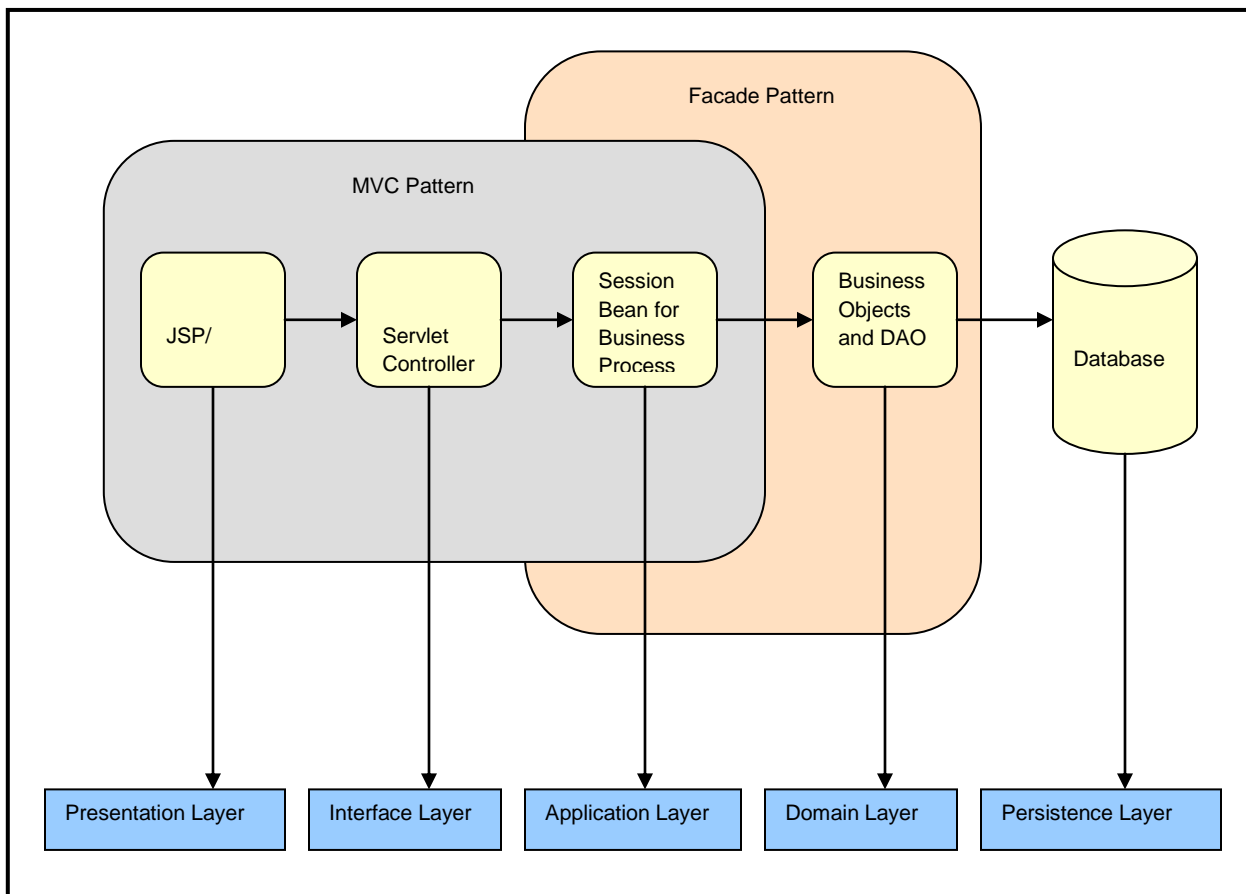 Facade Pattern
MVC Pattern
JSP/
Servlet
Controller
Session
Bean for
Business
Process
Business
Objects
and DAO
Database
Presentation Layer
Interface Layer
Application Layer
Domain Layer
Persistence Layer